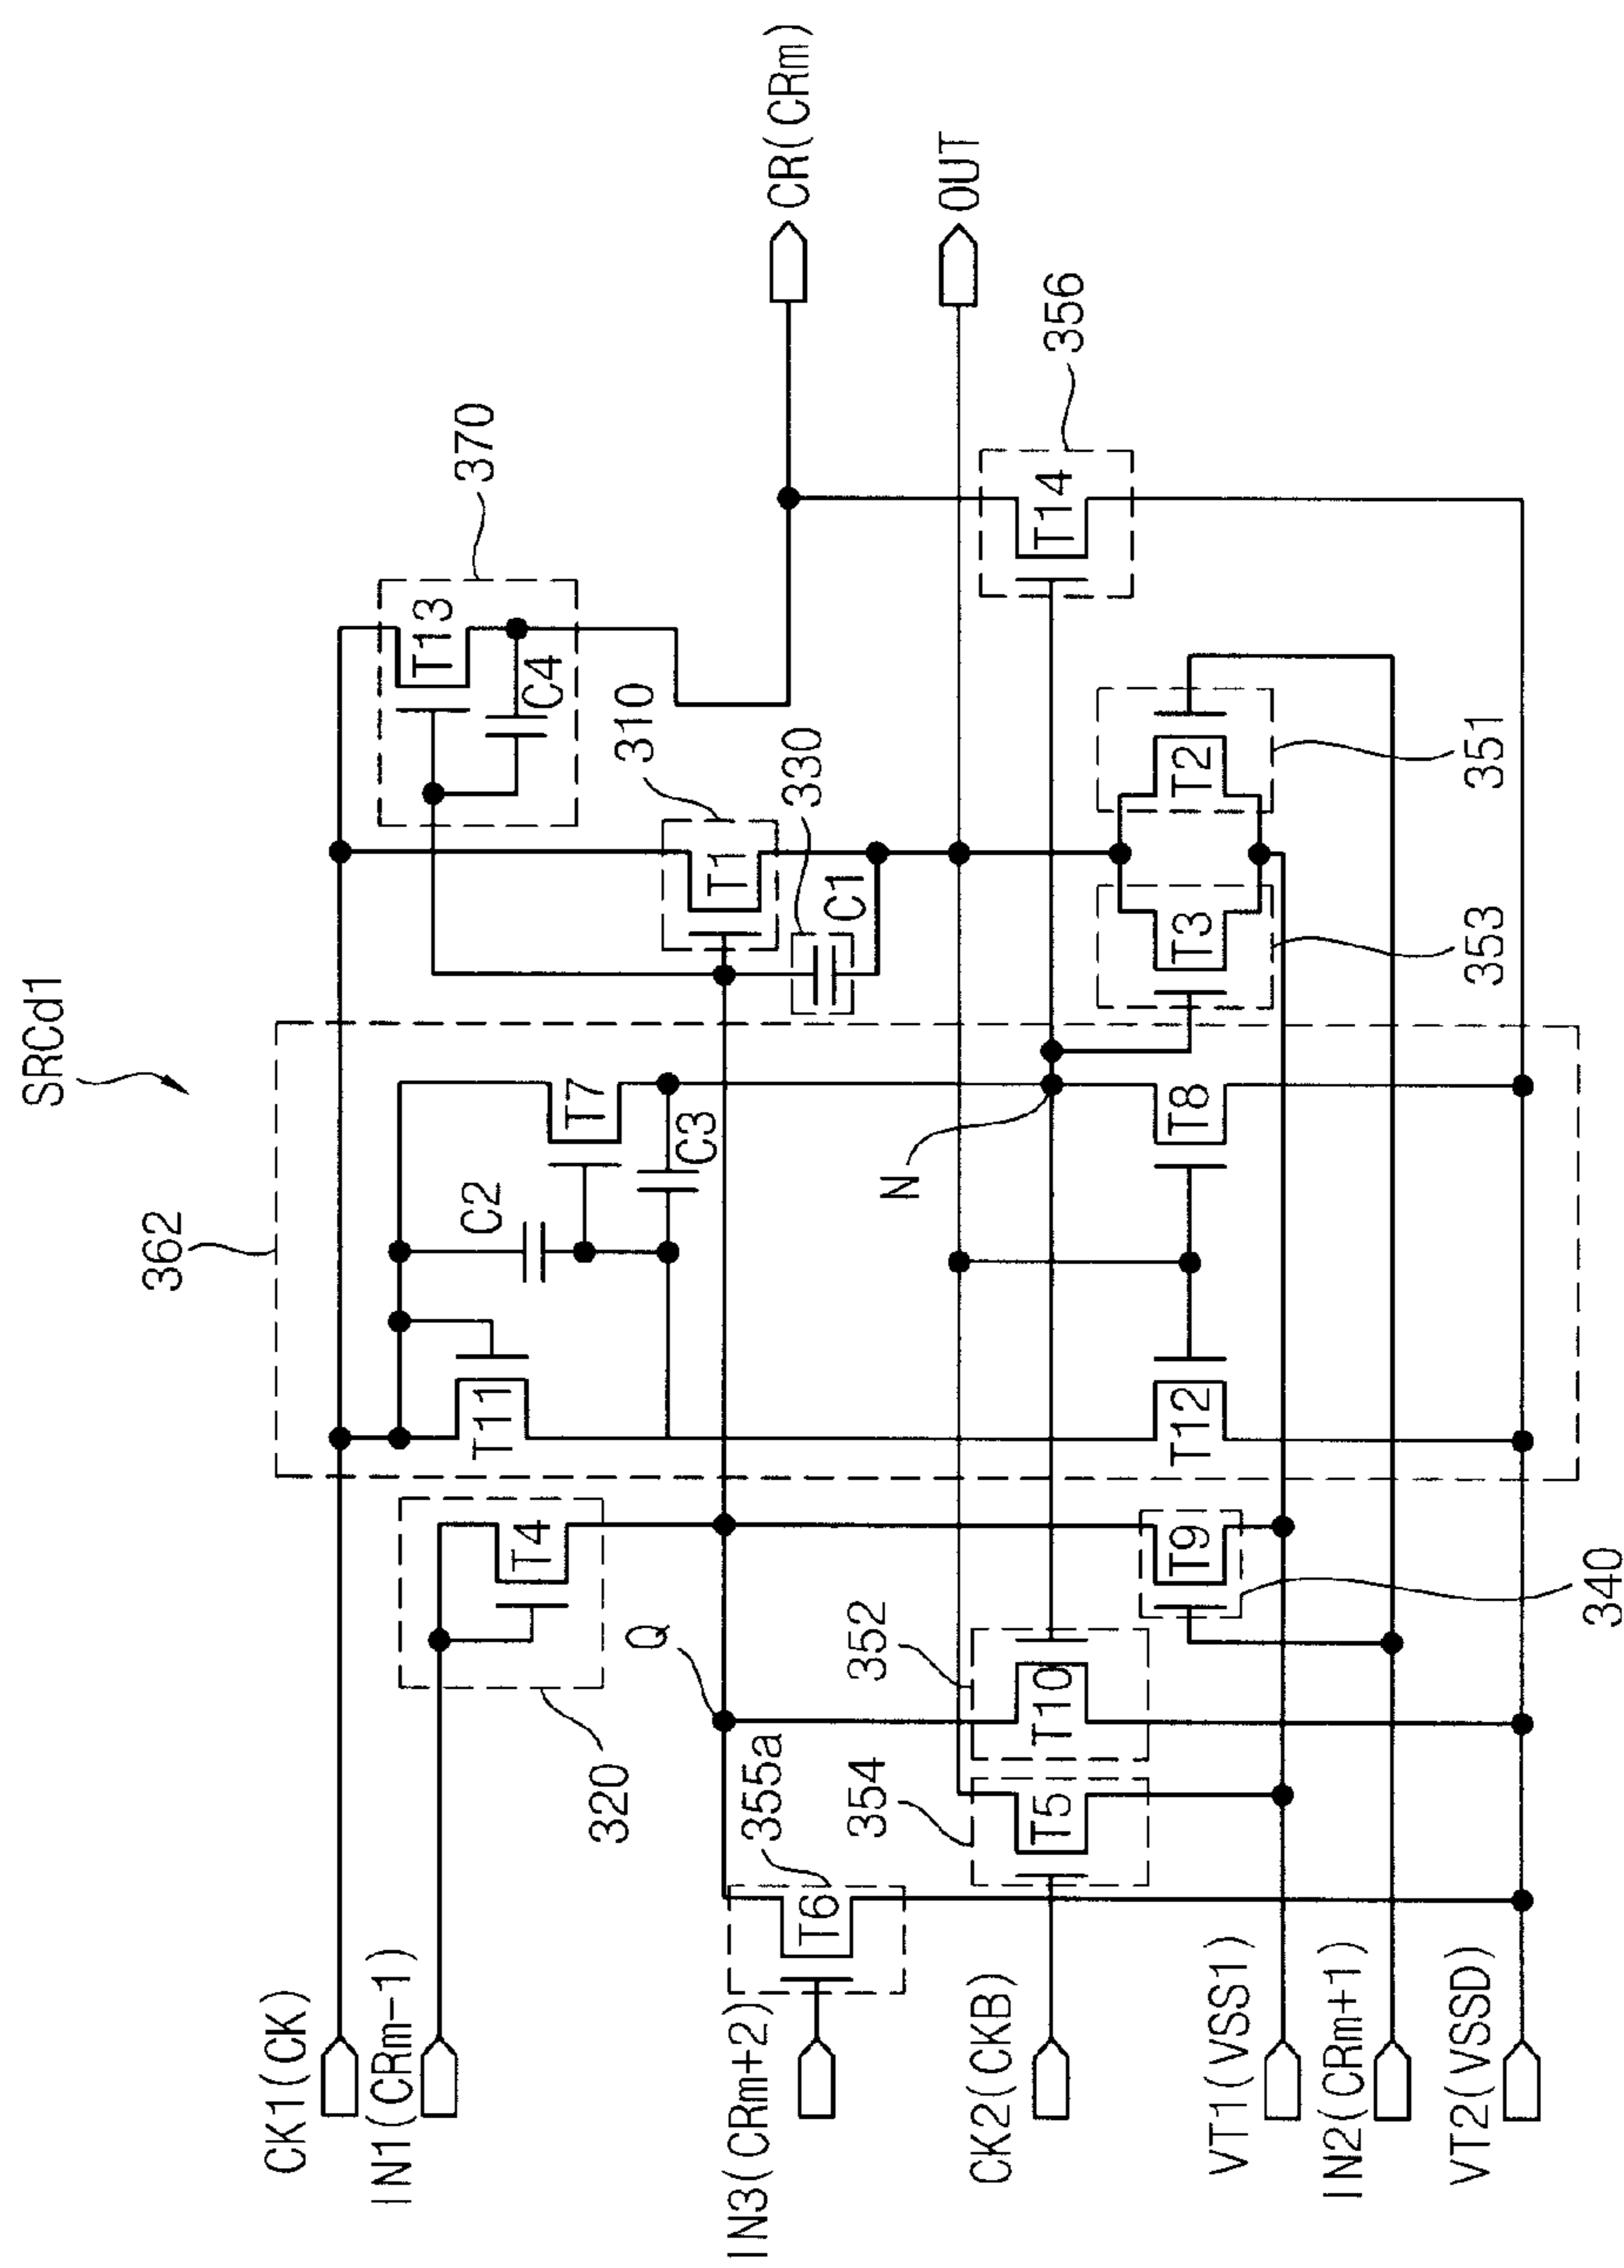 SRCd1
362
370
310
330
CK1(CK)
IN1(CRm-1)
320
T4
T11
C2
T7
C3
T13
C4
T1
C1
CR(CRm)
OUT
IN3(CRm+2)
355a
T6
Q
354
T5
352
T10
CK2(CKB)
N
T14
356
T9
340
T12
T8
T3
353
T2
351
VT1(VSS1)
IN2(CRm+1)
VT2(VSSD)